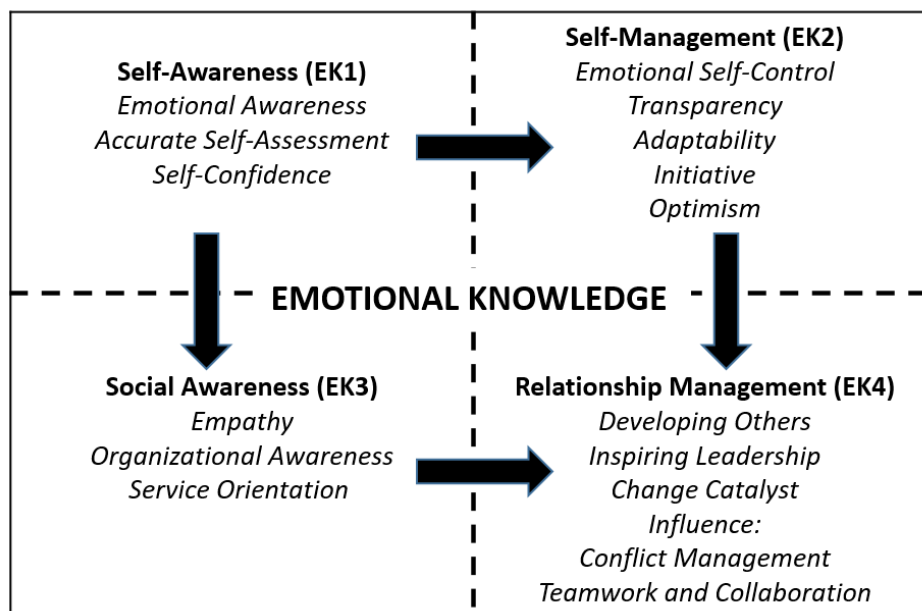 Self-Awareness (EK1)
Emotional Awareness
Accurate Self-Assessment
Self-Confidence
Self-Management (EK2)
Emotional Self-Control
Transparency
Adaptability
Initiative
Optimism
EMOTIONAL KNOWLEDGE
Social Awareness (EK3)
Empathy
Organizational Awareness
Service Orientation
Relationship Management (EK4)
Developing Others
Inspiring Leadership
Change Catalyst
Influence:
Conflict Management
Teamwork and Collaboration